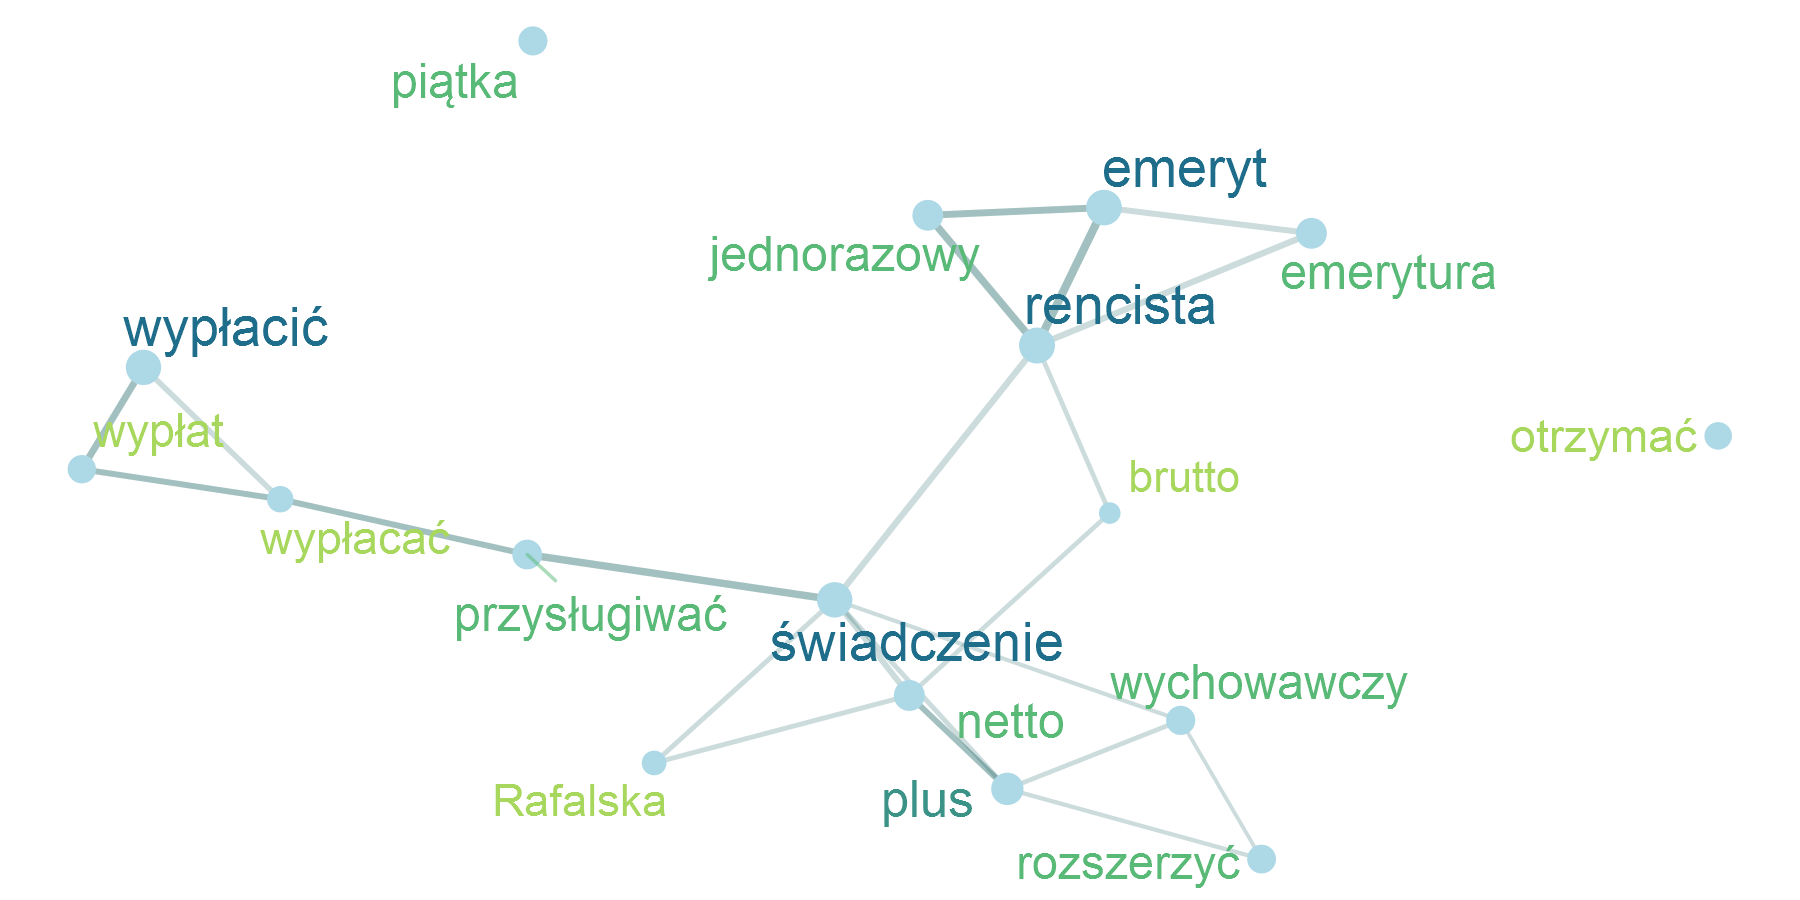 piątka
emeryt
jednorazowy
emerytura
rencista
wypłacić
wypłat
otrzymać
brutto
wypłacać
przysługiwać
świadczenie
wychowawczy
netto
Rafalska
plus
rozszerzyć